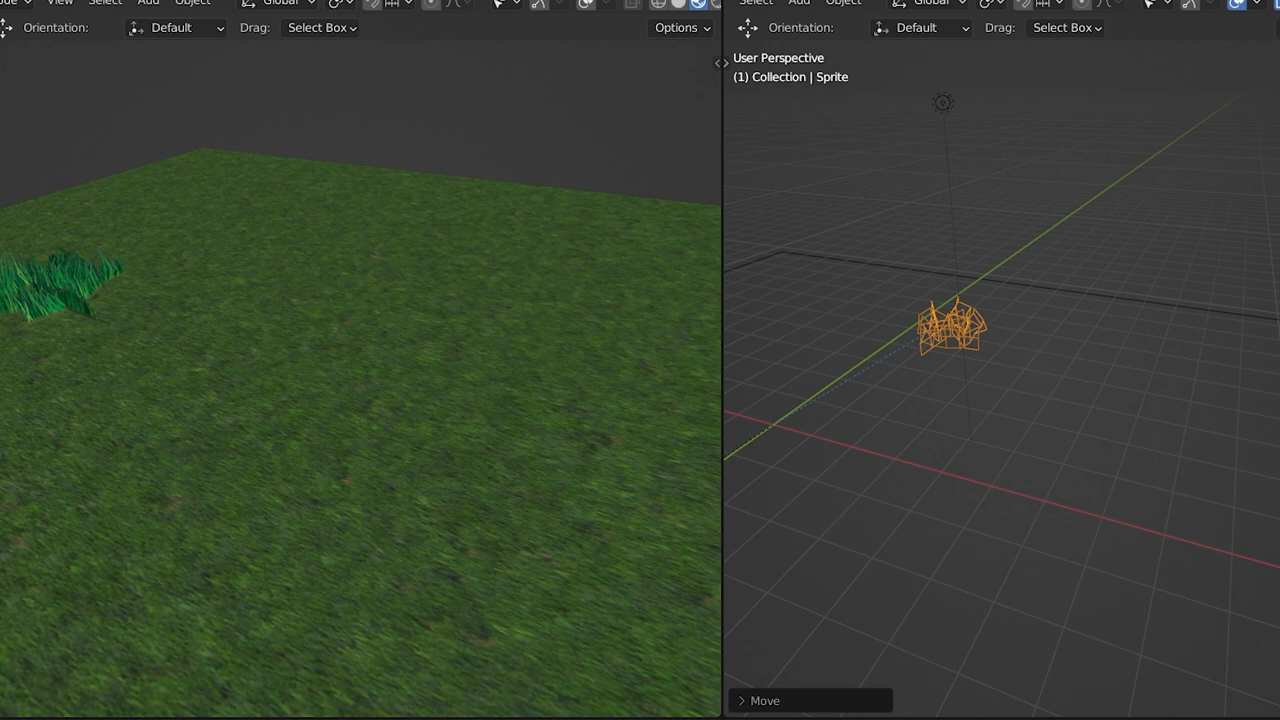 de View Select Add Object Global
Orientation: Default Drag: Select Box Options
Select Add Object Global
Orientation: Default Drag: Select Box
User Perspective
(1) Collection | Sprite
Move